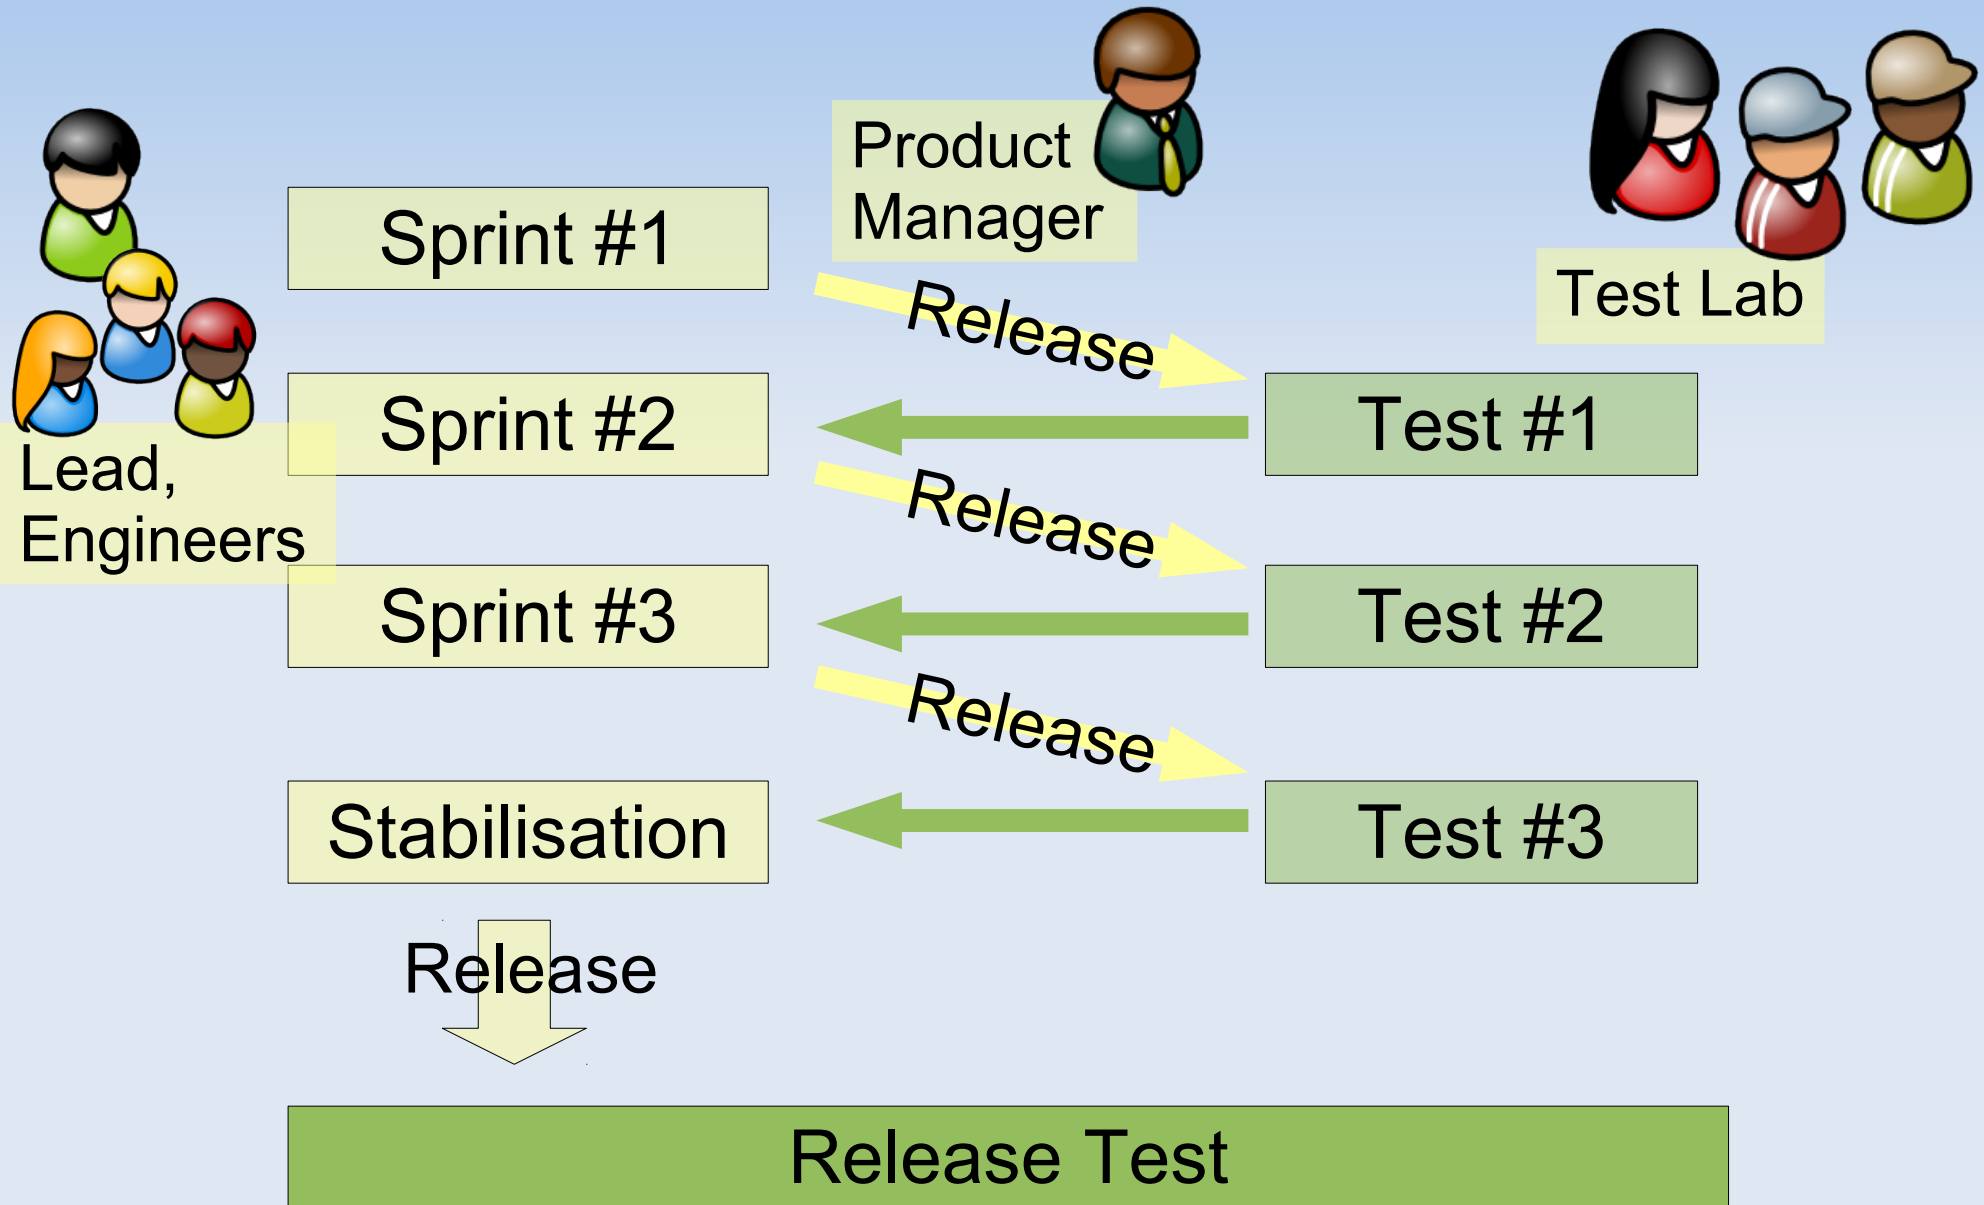 Product
Manager
Sprint #1
Test Lab
Release
Sprint #2
Test #1
Lead,
Engineers
Release
Sprint #3
Test #2
Release
Stabilisation
Test #3
Release
Release Test